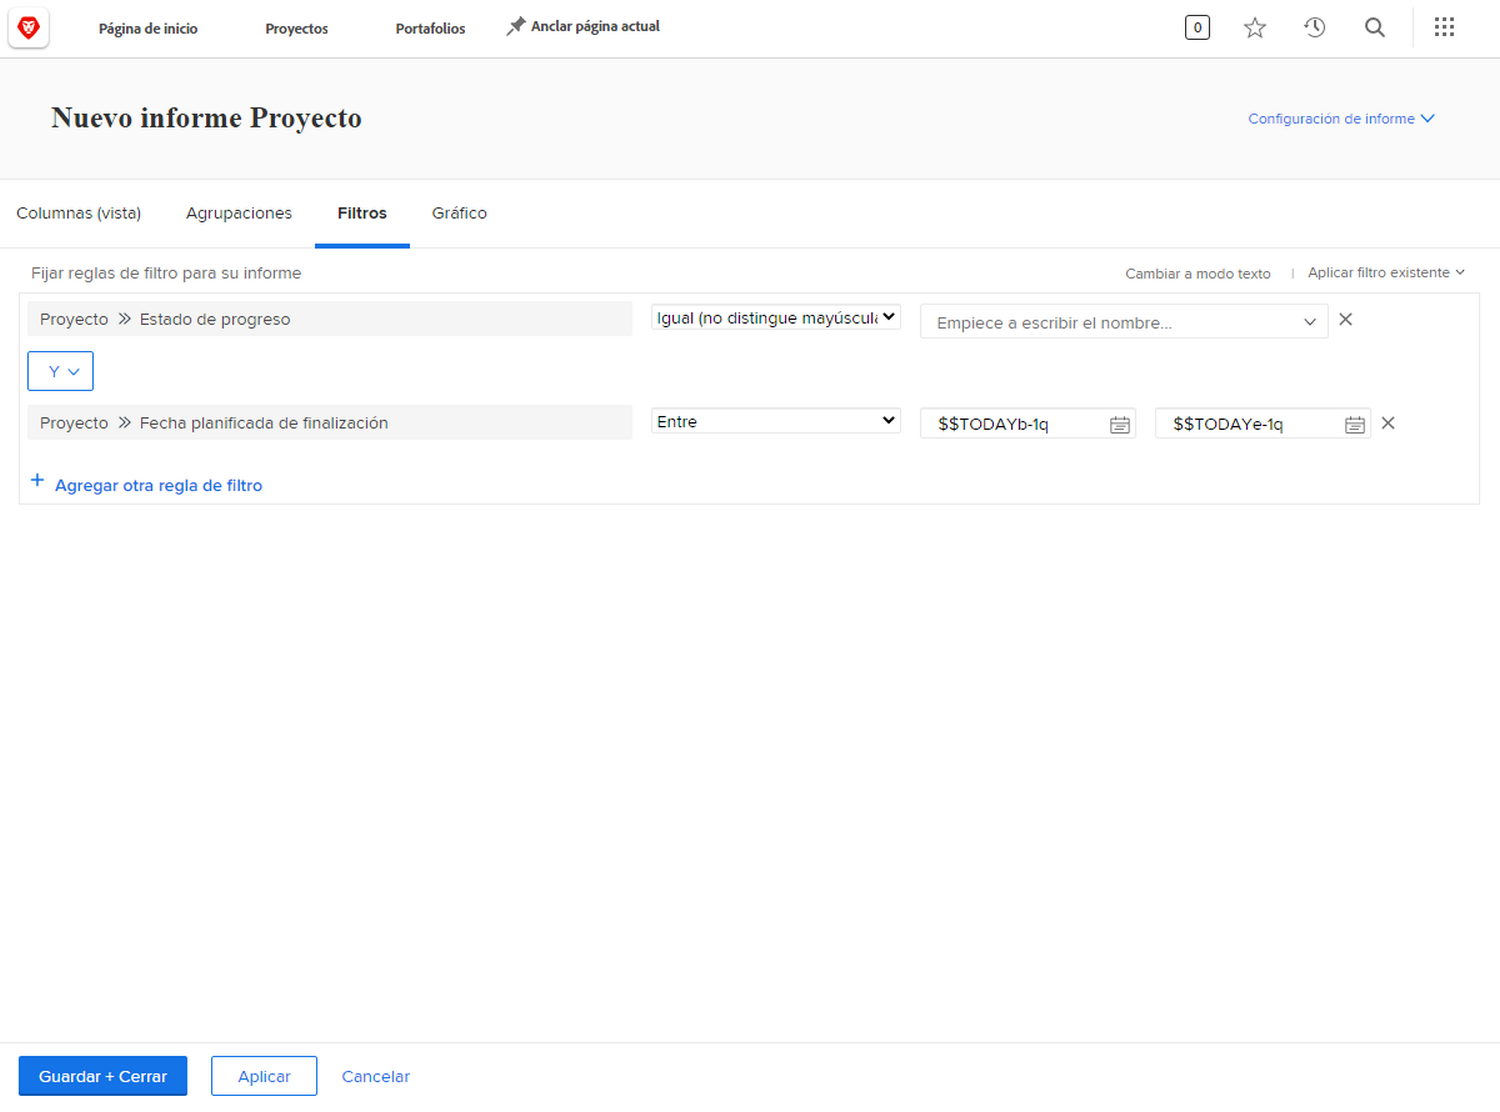 Página de inicio
Proyectos
Portafolios
Anclar página actual
0
Nuevo informe Proyecto
Configuración de informe
Columnas (vista)
Agrupaciones
Filtros
Gráfico
Fijar reglas de filtro para su informe
Cambiar a modo texto
Aplicar filtro existente
Proyecto » Estado de progreso
Igual (no distingue mayúscula
Empiece a escribir el nombre...
Y
Proyecto » Fecha planificada de finalización
Entre
$$TODAYb-1q
$$TODAYe-1q
+ Agregar otra regla de filtro
Guardar + Cerrar
Aplicar
Cancelar